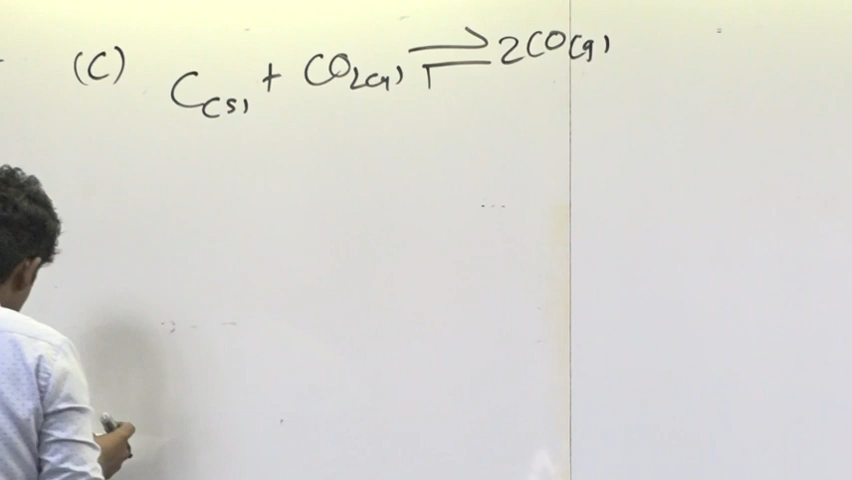 (C) C(s) + CO2(g) ⇌ 2CO(g)